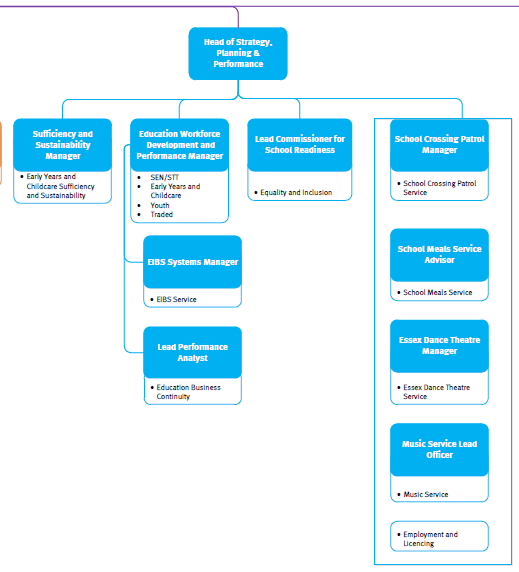 Head of Strategy,
Planning &
Performance
Sufficiency and
Sustainability
Manager
• Early Years and
Childcare Sufficiency
and Sustainability
Education Workforce
Development and
Performance Manager
• SEN/STT
• Early Years and
Childcare
• Youth
• Traded
EIBS Systems Manager
• EIBS Service
Lead Performance
Analyst
• Education Business
Continuity
Lead Commissioner for
School Readiness
• Equality and Inclusion
School Crossing Patrol
Manager
• School Crossing Patrol
Service
School Meals Service
Advisor
• School Meals Service
Essex Dance Theatre
Manager
• Essex Dance Theatre
Service
Music Service Lead
Officer
• Music Service
• Employment and
Licencing